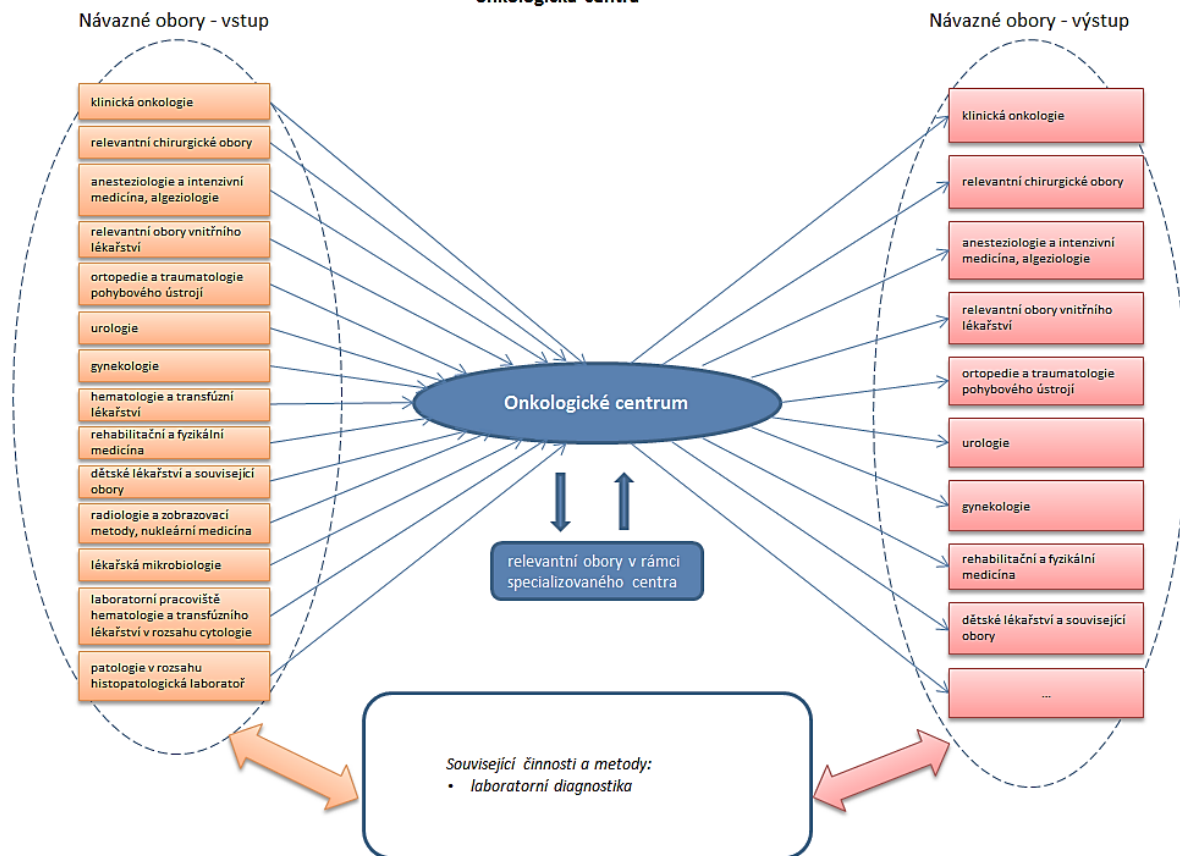 Onkologická centra
Návazné obory - vstup
klinická onkologie
relevantní chirurgické obory
anesteziologie a intenzivní
medicína, algeziologie
relevantní obory vnitřního
lékařství
ortopedie a traumatologie
pohybového ústrojí
urologie
gynekologie
hematologie a transfúzní
lékařství
rehabilitační a fyzikální
medicína
dětské lékařství a související
obory
radiologie a zobrazovací
metody, nukleární medicína
lékařská mikrobiologie
laboratorní pracoviště
hematologie a transfúzního
lékařství v rozsahu cytologie
patologie v rozsahu
histopatologická laboratoř
Onkologické centrum
relevantní obory v rámci
specializovaného centra
Související činnosti a metody:
• laboratorní diagnostika
Návazné obory - výstup
klinická onkologie
relevantní chirurgické obory
anesteziologie a intenzivní
medicína, algeziologie
relevantní obory vnitřního
lékařství
ortopedie a traumatologie
pohybového ústrojí
urologie
gynekologie
rehabilitační a fyzikální
medicína
dětské lékařství a související
obory
...